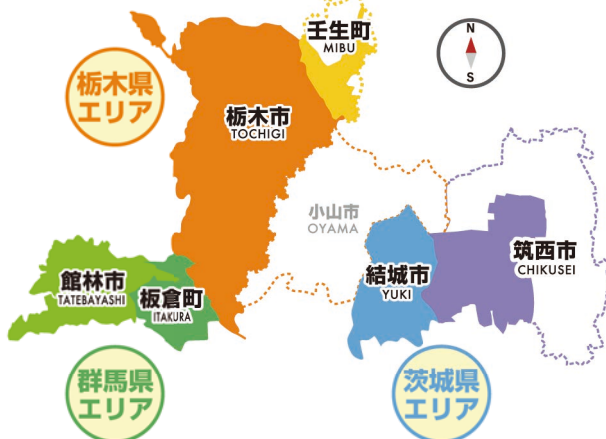 壬生町
MIBU
N
S
栃木県
エリア
栃木市
TOCHIGI
小山市
OYAMA
筑西市
CHIKUSEI
結城市
YUKI
館林市
TATEBAYASHI
板倉町
ITAKURA
群馬県
エリア
茨城県
エリア